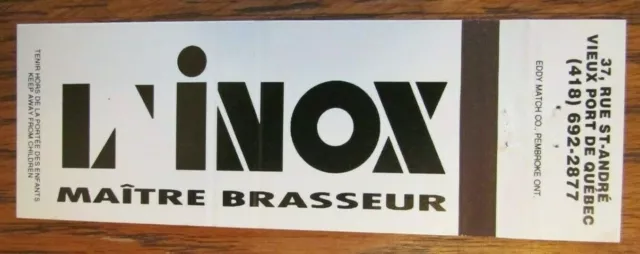 TENIR HORS DE LA PORTÉE DES ENFANTS
KEEP AWAY FROM CHILDREN
L'iNOX
MAÎTRE BRASSEUR
37, RUE ST-ANDRÉ
VIEUX PORT DE QUÉBEC
(418) 692-2877
EDDY MATCH CO., PEMBROKE ONT.